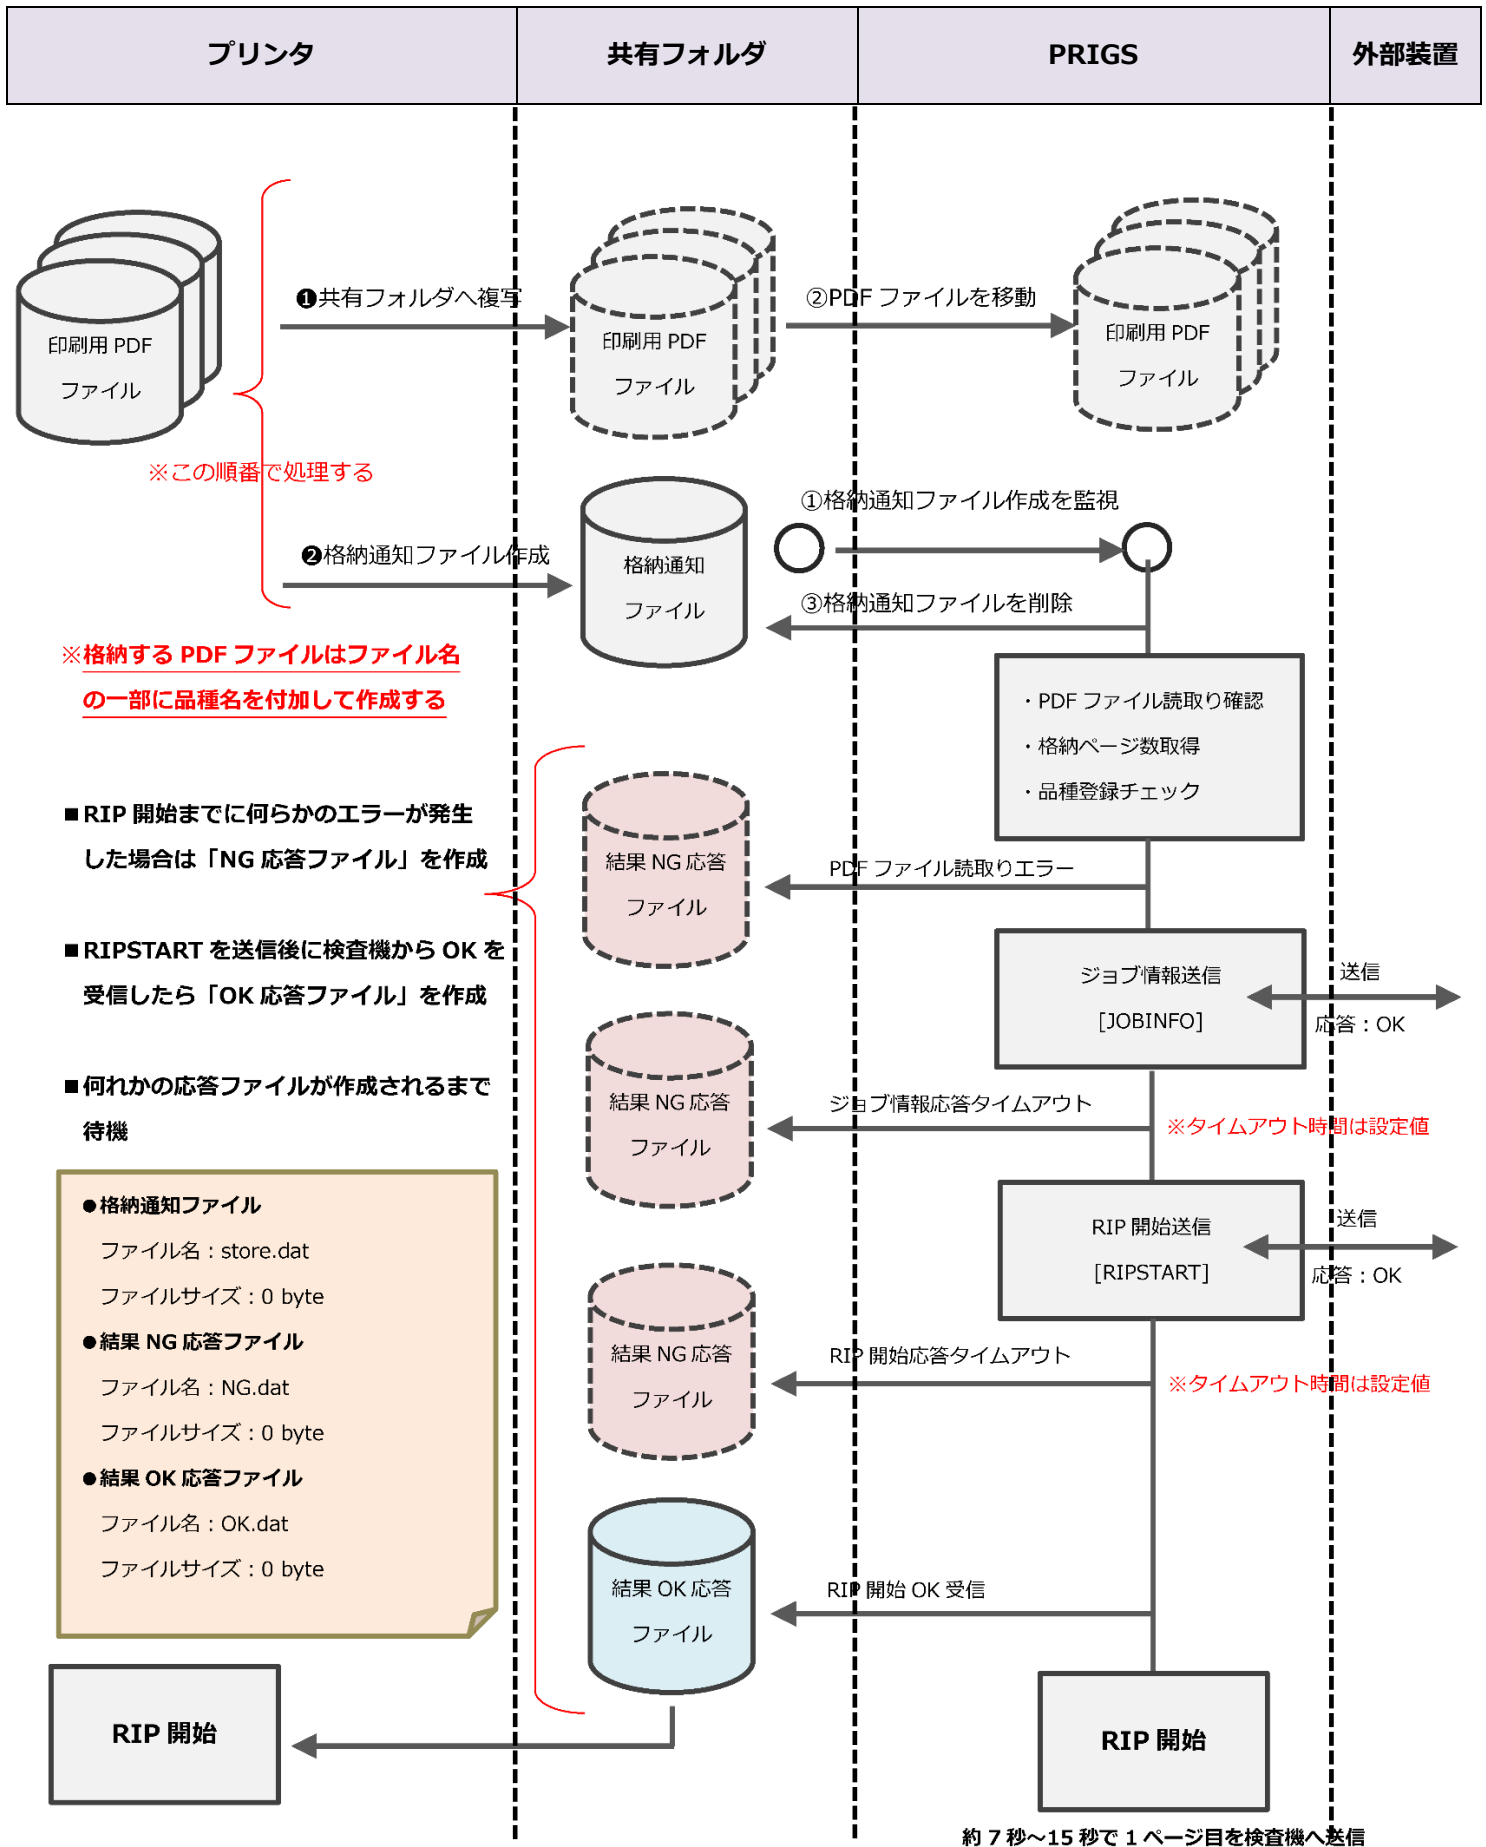 プリンタ
共有フォルダ
PRIGS
外部装置
印刷用 PDF
ファイル
❶共有フォルダへ複写
印刷用 PDF
ファイル
②PDF ファイルを移動
印刷用 PDF
ファイル
※この順番で処理する
❷格納通知ファイル作成
格納通知
ファイル
①格納通知ファイル作成を監視
③格納通知ファイルを削除
※格納する PDF ファイルはファイル名
の一部に品種名を付加して作成する
・PDF ファイル読取り確認
・格納ページ数取得
・品種登録チェック
■RIP 開始までに何らかのエラーが発生
した場合は「NG 応答ファイル」を作成
■RIPSTART を送信後に検査機から OK を
受信したら「OK 応答ファイル」を作成
■何れかの応答ファイルが作成されるまで
待機
結果 NG 応答
ファイル
PDF ファイル読取りエラー
ジョブ情報送信
[JOBINFO]
送信
応答：OK
結果 NG 応答
ファイル
ジョブ情報応答タイムアウト
※タイムアウト時間は設定値
RIP 開始送信
[RIPSTART]
送信
応答：OK
結果 NG 応答
ファイル
RIP 開始応答タイムアウト
※タイムアウト時間は設定値
●格納通知ファイル
ファイル名：store.dat
ファイルサイズ：0 byte
●結果 NG 応答ファイル
ファイル名：NG.dat
ファイルサイズ：0 byte
●結果 OK 応答ファイル
ファイル名：OK.dat
ファイルサイズ：0 byte
結果 OK 応答
ファイル
RIP 開始 OK 受信
RIP 開始
RIP 開始
約 7 秒～15 秒で 1 ページ目を検査機へ送信